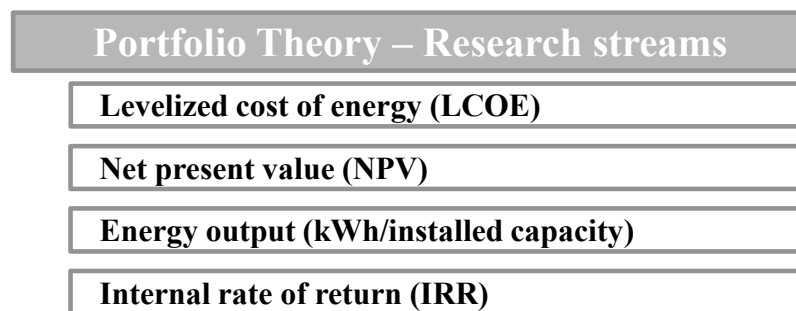 Portfolio Theory – Research streams
Levelized cost of energy (LCOE)
Net present value (NPV)
Energy output (kWh/installed capacity)
Internal rate of return (IRR)